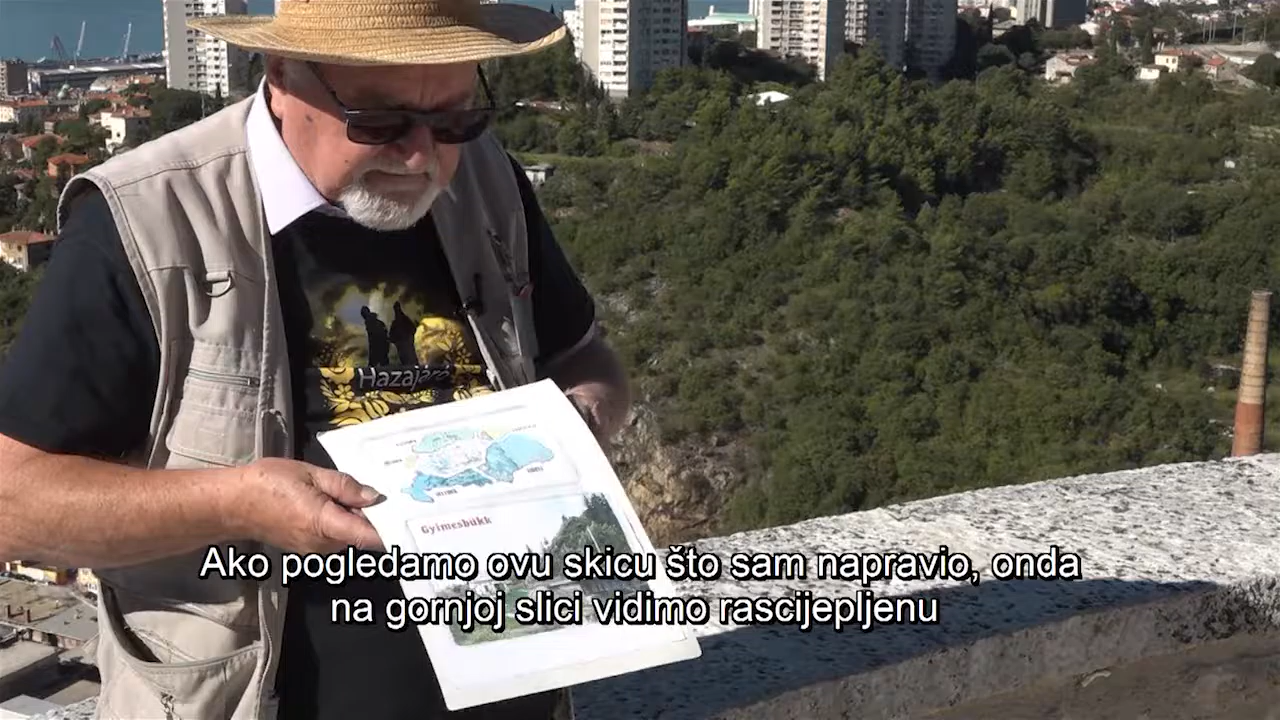 Hazajáró
Gyimesbükk
Ako pogledamo ovu skicu što sam napravio, onda
na gornjoj slici vidimo rascijepljenu